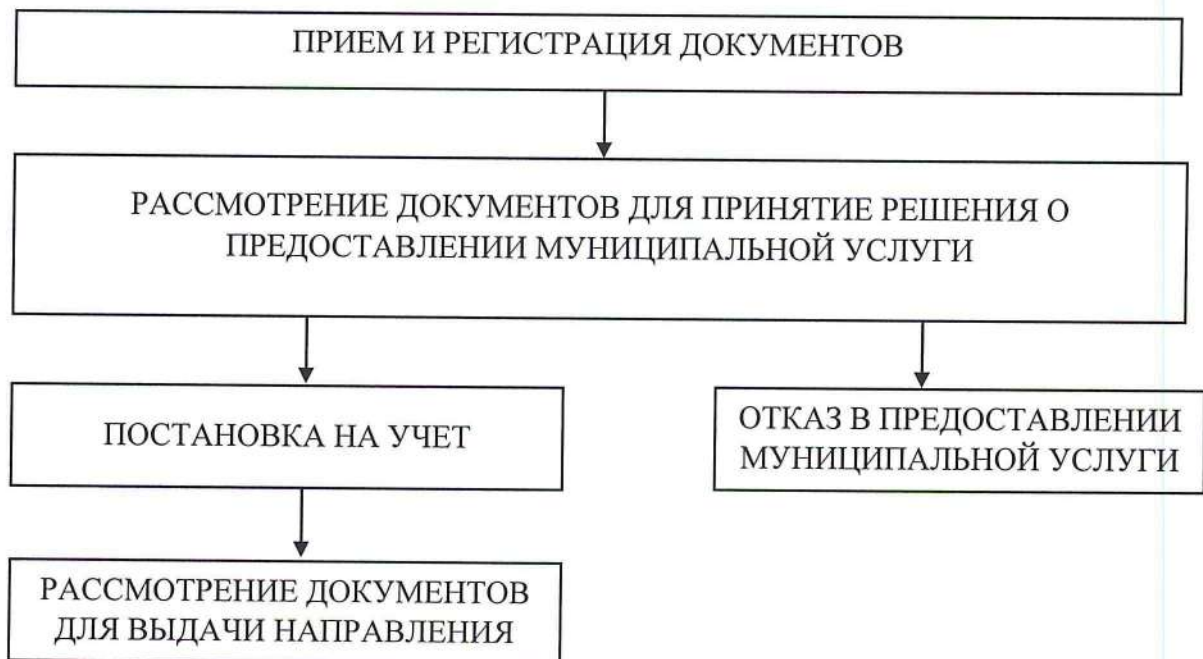 ПРИЕМ И РЕГИСТРАЦИЯ ДОКУМЕНТОВ
РАССМОТРЕНИЕ ДОКУМЕНТОВ ДЛЯ ПРИНЯТИЕ РЕШЕНИЯ О
ПРЕДОСТАВЛЕНИИ МУНИЦИПАЛЬНОЙ УСЛУГИ
ПОСТАНОВКА НА УЧЕТ
ОТКАЗ В ПРЕДОСТАВЛЕНИИ
МУНИЦИПАЛЬНОЙ УСЛУГИ
РАССМОТРЕНИЕ ДОКУМЕНТОВ
ДЛЯ ВЫДАЧИ НАПРАВЛЕНИЯ